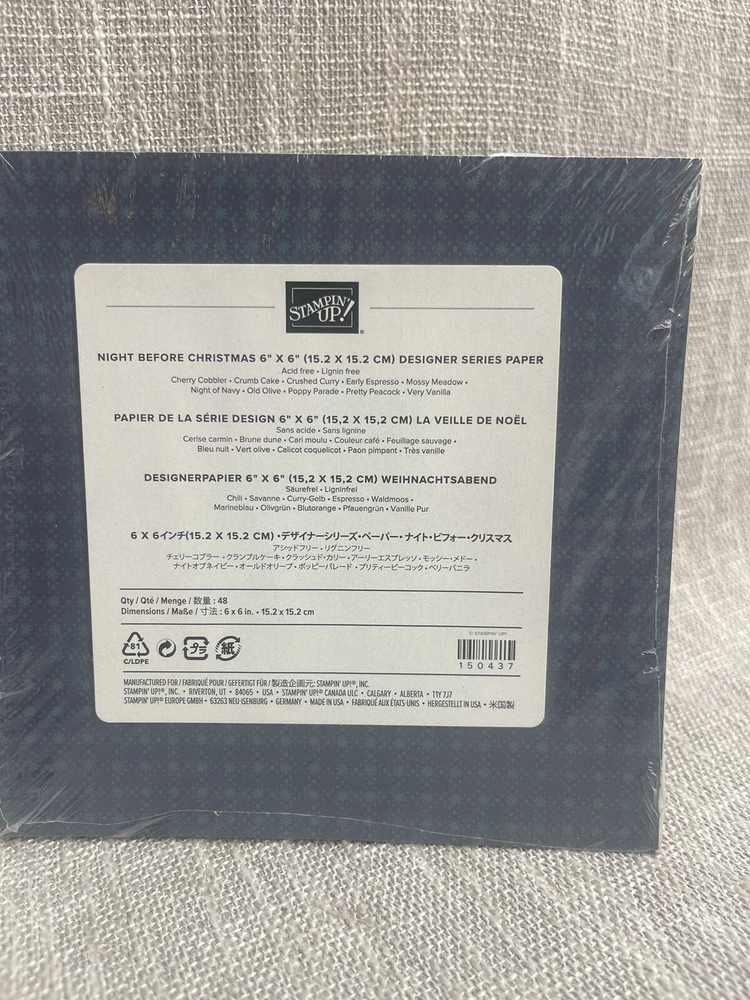 STAMPIN' UP!®
NIGHT BEFORE CHRISTMAS 6" X 6" (15.2 X 15.2 CM) DESIGNER SERIES PAPER
Acid free • Lignin free
Cherry Cobbler • Crumb Cake • Crushed Curry • Early Espresso • Mossy Meadow •
Night of Navy • Old Olive • Poppy Parade • Pretty Peacock • Very Vanilla
PAPIER DE LA SÉRIE DESIGN 6" X 6" (15,2 X 15,2 CM) LA VEILLE DE NOËL
Sans acide • Sans lignine
Cerise carmin • Brune dune • Cari moulu • Couleur café • Feuillage sauvage •
Bleu nuit • Vert olive • Calicot coquelicot • Paon pimpant • Très vanille
DESIGNERPAPIER 6" X 6" (15,2 X 15,2 CM) WEIHNACHTSABEND
Säurefrei • Ligninfrei
Chili • Savanne • Curry-Gelb • Espresso • Waldmoos •
Marineblau • Olivgrün • Blutorange • Pfauengrün • Vanille Pur
6 X 6インチ(15.2 X 15.2 CM)・デザイナーシリーズ・ペーパー・ナイト・ビフォー・クリスマス
アシッドフリー・リグニンフリー
チェリーコブラー・クランブルケーキ・クラッシュド・カリー・アーリーエスプレッソ・モッシー・メドー・
ナイトオブネイビー・オールドオリーブ・ポッピーパレード・プリティーピーコック・ベリーバニラ
Qty / Qté / Menge / 数量 : 48
Dimensions / Maße / 寸法 : 6 x 6 in. • 15.2 x 15.2 cm
81
C/LDPE
プラ
紙
© STAMPIN' UP!
150437
MANUFACTURED FOR / FABRIQUÉ POUR / GEFERTIGT FÜR / 製造企画元: STAMPIN' UP!®, INC.
STAMPIN' UP!®, INC. • RIVERTON, UT • 84065 • USA • STAMPIN' UP!® CANADA ULC • CALGARY • ALBERTA • T1Y 7J7
STAMPIN' UP!® EUROPE GMBH • 63263 NEU-ISENBURG • GERMANY • MADE IN USA • FABRIQUÉ AUX ÉTATS-UNIS • HERGESTELLT IN USA • 米国製